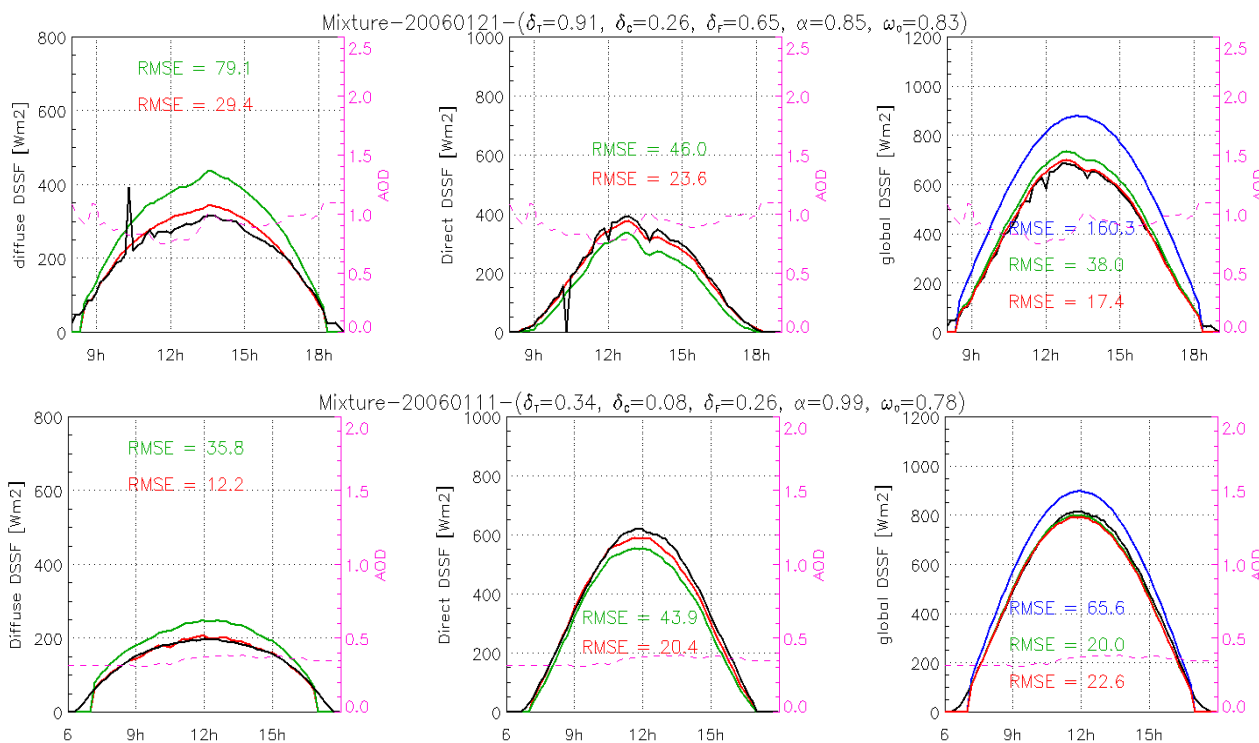 Mixture-20060121-(δT=0.91, δC=0.26, δF=0.65, α=0.85, ω0=0.83)
diffuse DSSF [Wm2]
800
600
400
200
0
RMSE = 79.1
RMSE = 29.4
2.5
2.0
1.5
1.0
0.5
0.0
AOD
9h 12h 15h 18h
Direct DSSF [Wm2]
1000
800
600
400
200
0
RMSE = 46.0
RMSE = 23.6
2.5
2.0
1.5
1.0
0.5
0.0
AOD
9h 12h 15h 18h
global DSSF [Wm2]
1200
1000
800
600
400
200
0
RMSE = 160.3
RMSE = 38.0
RMSE = 17.4
2.5
2.0
1.5
1.0
0.5
0.0
AOD
9h 12h 15h 18h
Mixture-20060111-(δT=0.34, δC=0.08, δF=0.26, α=0.99, ω0=0.78)
Diffuse DSSF [Wm2]
800
600
400
200
0
RMSE = 35.8
RMSE = 12.2
2.0
1.5
1.0
0.5
0.0
AOD
6 9h 12h 15h
Direct DSSF [Wm2]
1000
800
600
400
200
0
RMSE = 43.9
RMSE = 20.4
2.0
1.5
1.0
0.5
0.0
AOD
6 9h 12h 15h
global DSSF [Wm2]
1200
1000
800
600
400
200
0
RMSE = 65.6
RMSE = 20.0
RMSE = 22.6
2.0
1.5
1.0
0.5
0.0
AOD
6 9h 12h 15h